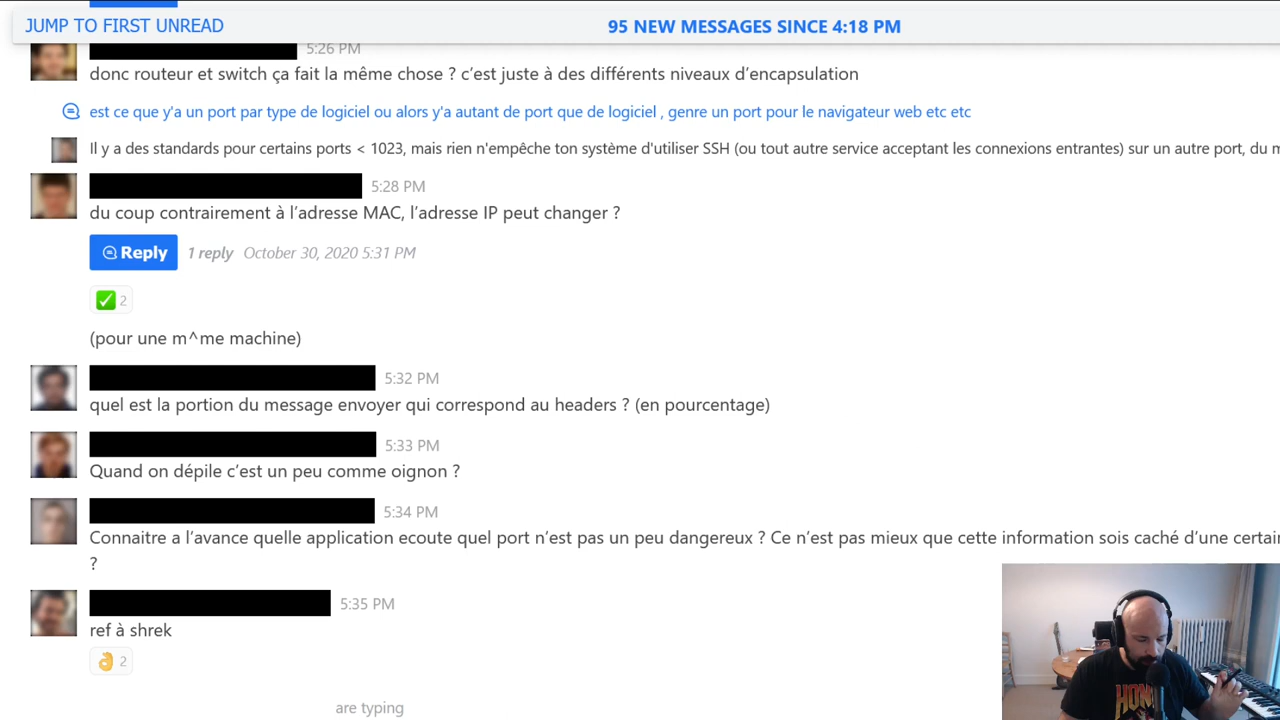 JUMP TO FIRST UNREAD
95 NEW MESSAGES SINCE 4:18 PM
5:26 PM
donc routeur et switch ça fait la même chose ? c’est juste à des différents niveaux d’encapsulation
est ce que y'a un port par type de logiciel ou alors y'a autant de port que de logiciel , genre un port pour le navigateur web etc etc
Il y a des standards pour certains ports < 1023, mais rien n'empêche ton système d'utiliser SSH (ou tout autre service acceptant les connexions entrantes) sur un autre port, du m
5:28 PM
du coup contrairement à l’adresse MAC, l’adresse IP peut changer ?
Reply 1 reply October 30, 2020 5:31 PM
2
(pour une m^me machine)
5:32 PM
quel est la portion du message envoyer qui correspond au headers ? (en pourcentage)
5:33 PM
Quand on dépile c’est un peu comme oignon ?
5:34 PM
Connaitre a l’avance quelle application ecoute quel port n’est pas un peu dangereux ? Ce n’est pas mieux que cette information sois caché d’une certai
?
5:35 PM
ref à shrek
2
are typing
HON